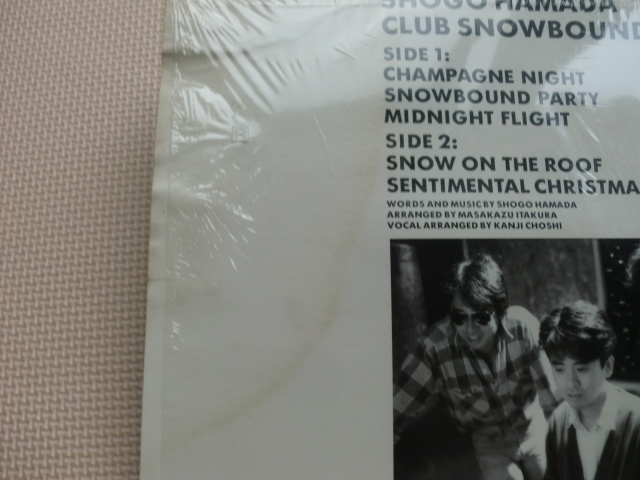 SHOGO HAMADA
CLUB SNOWBOUND
SIDE 1:
CHAMPAGNE NIGHT
SNOWBOUND PARTY
MIDNIGHT FLIGHT
SIDE 2:
SNOW ON THE ROOF
SENTIMENTAL CHRISTMA
WORDS AND MUSIC BY SHOGO HAMADA
ARRANGED BY MASAKAZU ITAKURA
VOCAL ARRANGED BY KANJI CHOSHI